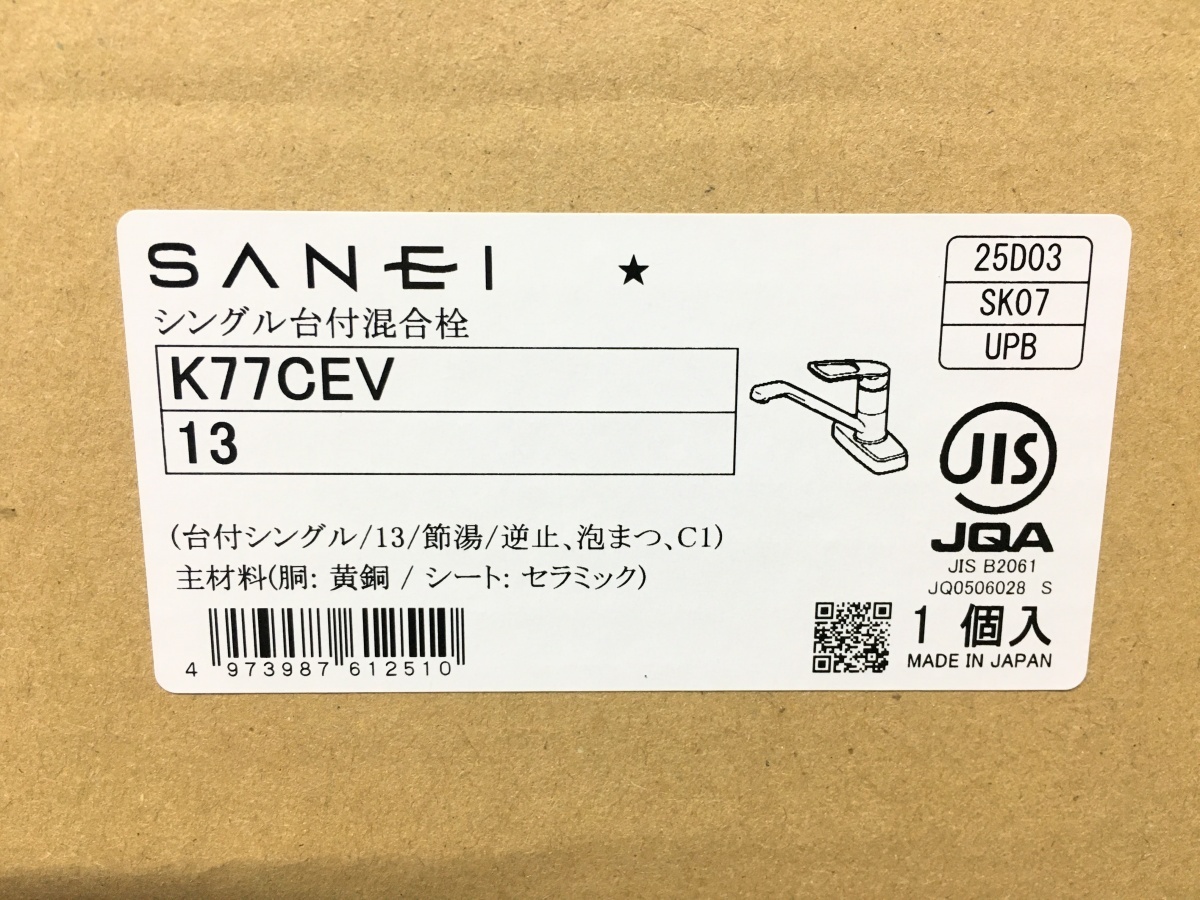 SANEI ★
シングル台付混合栓
K77CEV
13
25D03
SK07
UPB
(台付シングル/13/節湯/逆止、泡まつ、C1)
主材料(胴: 黄銅 / シート: セラミック)
4 973987 612510
JIS
JQA
JIS B2061
JQ0506028 S
1 個入
MADE IN JAPAN